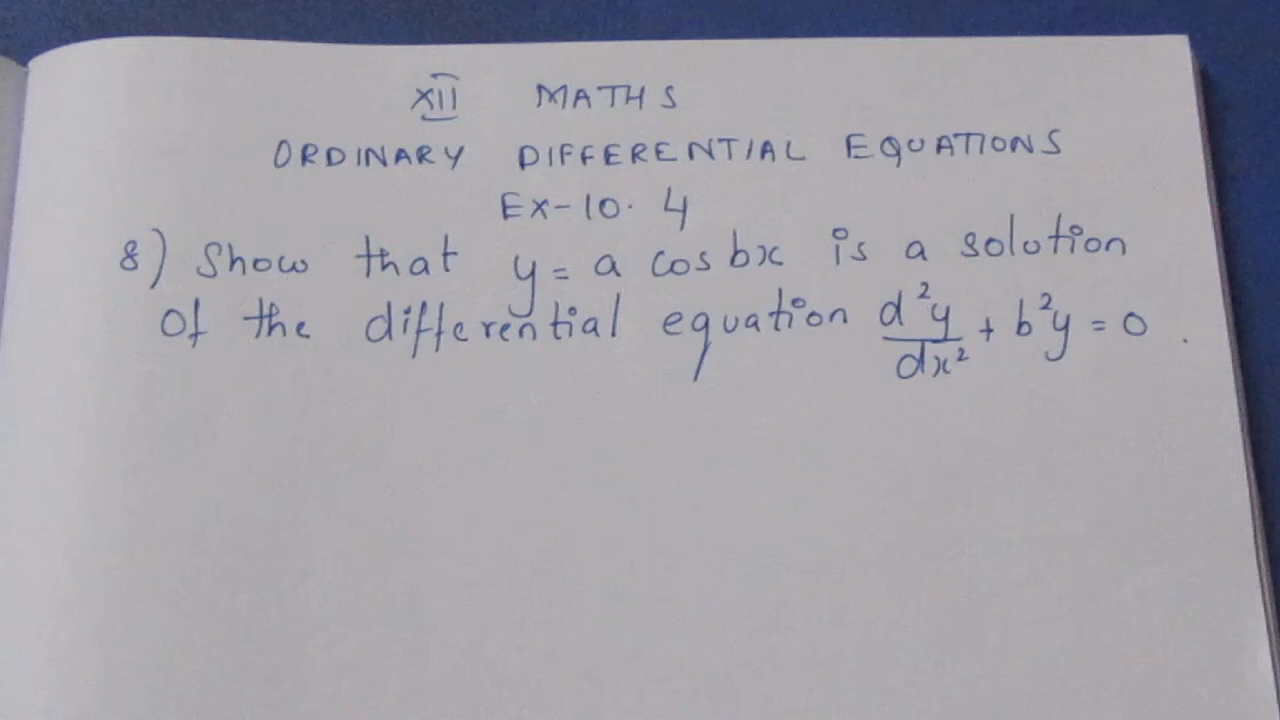 XII MATHS
ORDINARY DIFFERENTIAL EQUATIONS
EX-10.4
8) Show that y = a cos bx is a solution
Of the differential equation d²y/dx² + b²y = 0.